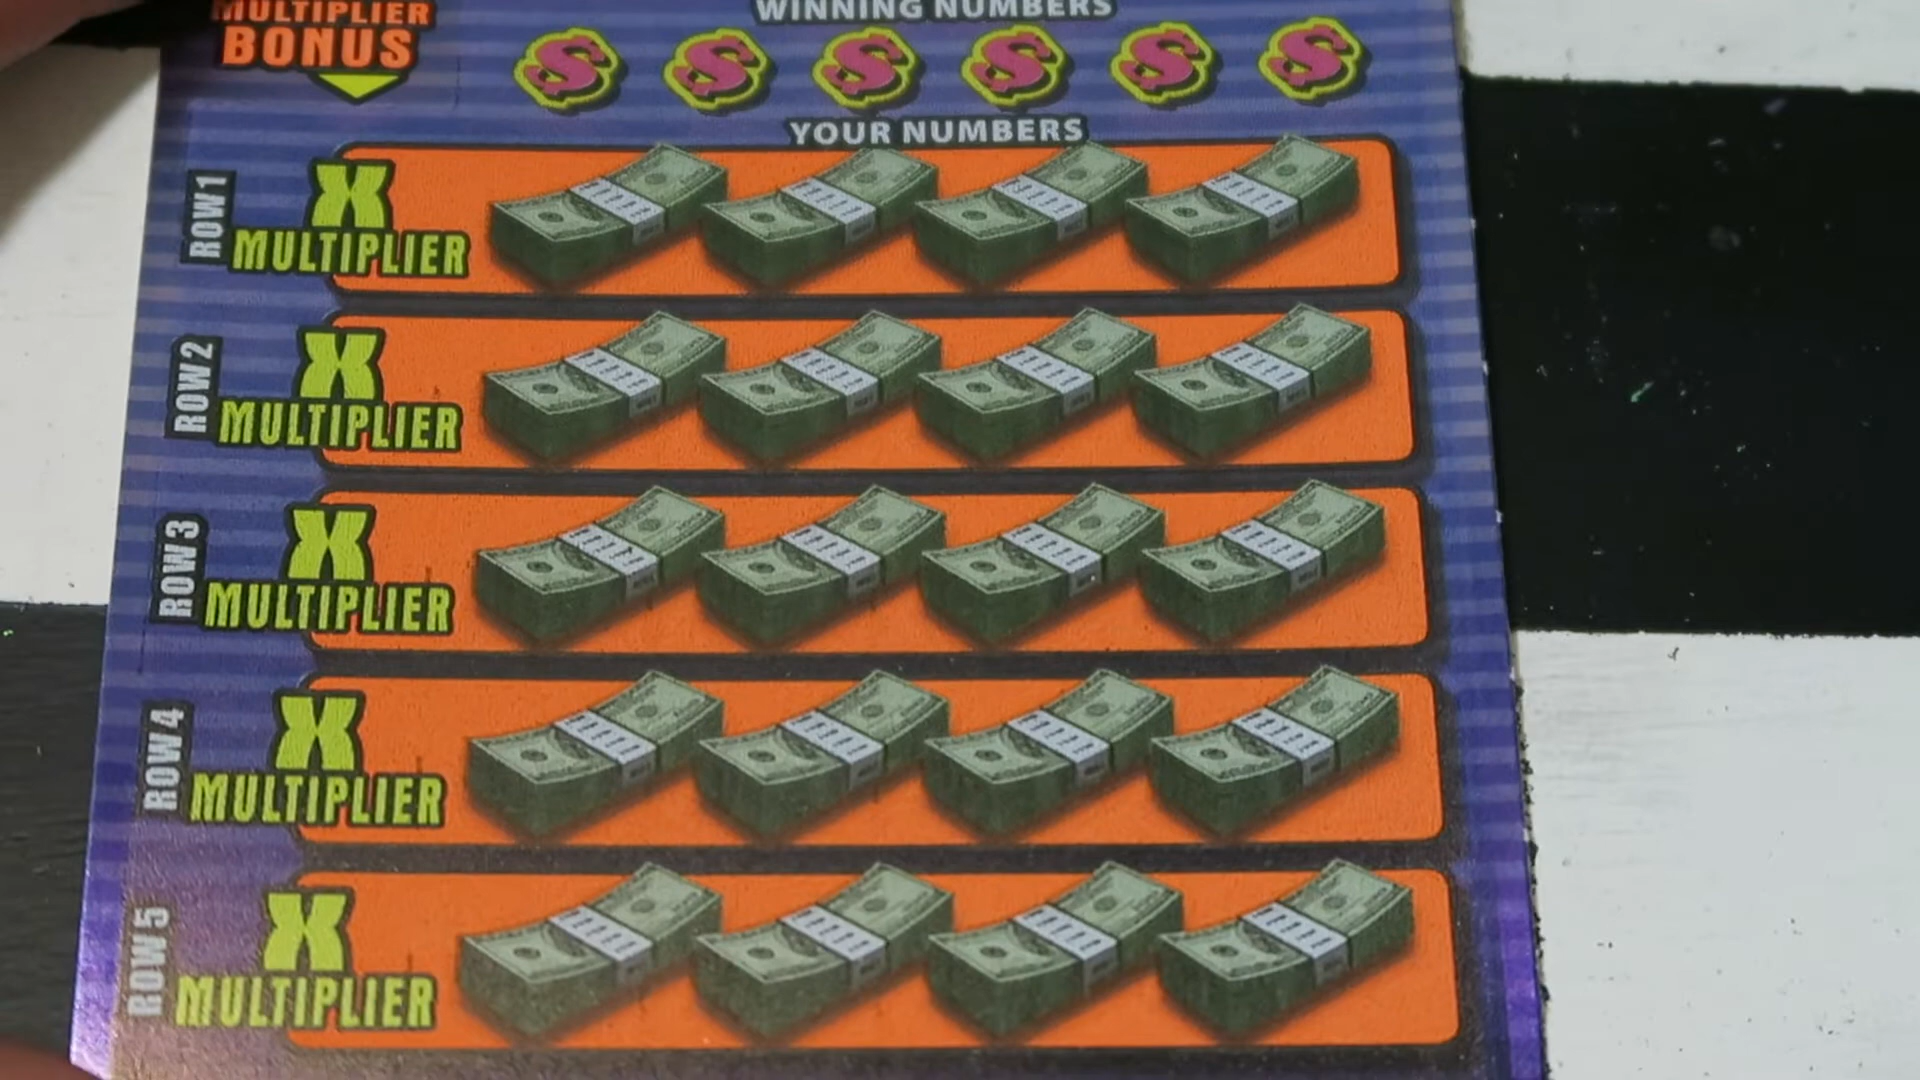 MULTIPLIER
BONUS
WINNING NUMBERS
$ $ $ $ $ $
YOUR NUMBERS
ROW 1
X
MULTIPLIER
ROW 2
X
MULTIPLIER
ROW 3
X
MULTIPLIER
ROW 4
X
MULTIPLIER
ROW 5
X
MULTIPLIER